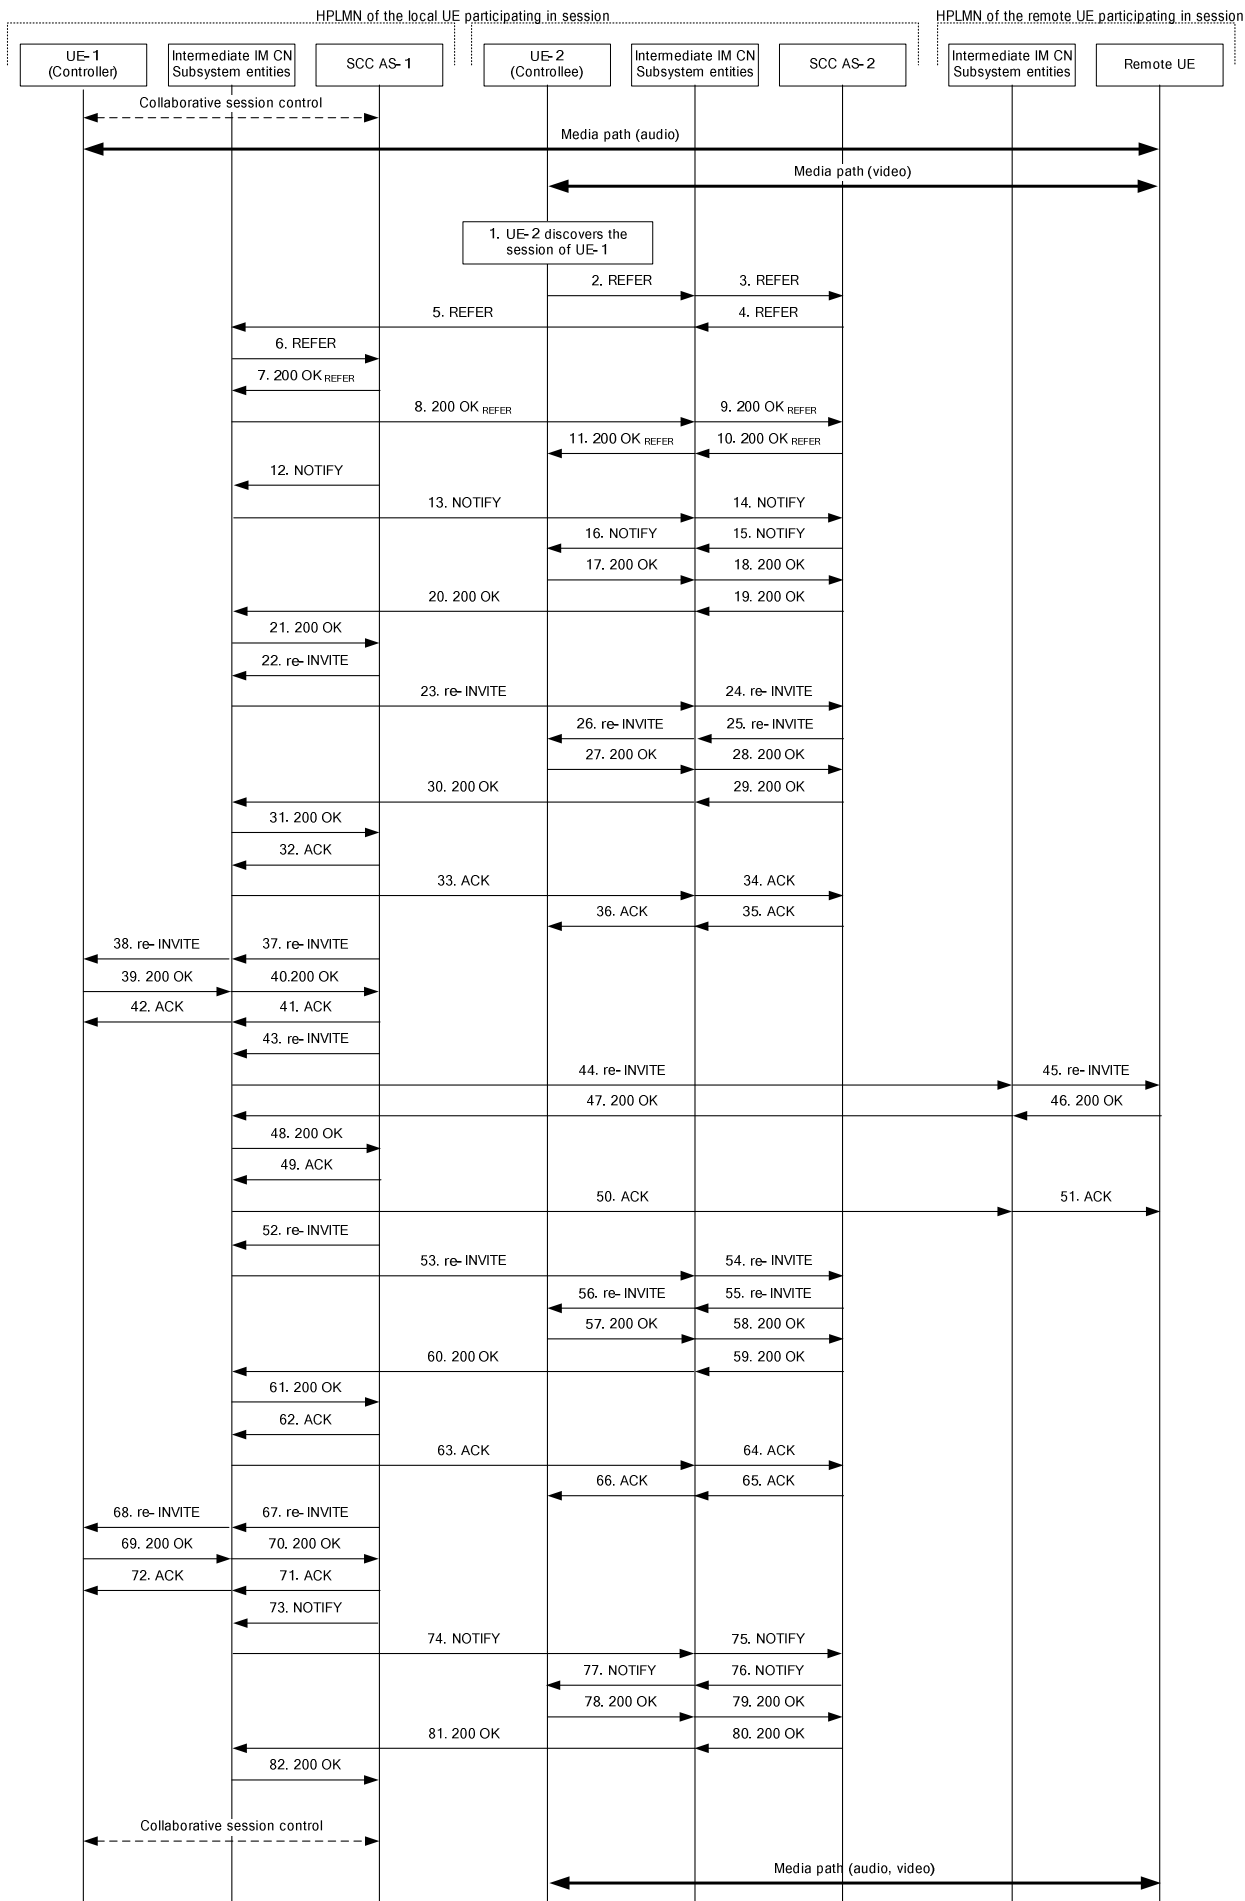 HPLMN of the local UE participating in session
HPLMN of the remote UE participating in session
UE-1
(Controller)
Intermediate IM CN
Subsystem entities
SCC AS-1
UE-2
(Controllee)
Intermediate IM CN
Subsystem entities
SCC AS-2
Intermediate IM CN
Subsystem entities
Remote UE
Collaborative session control
Media path (audio)
Media path (video)
1. UE-2 discovers the
session of UE-1
2. REFER
3. REFER
5. REFER
4. REFER
6. REFER
7. 200 OK REFER
8. 200 OK REFER
9. 200 OK REFER
11. 200 OK REFER
10. 200 OK REFER
12. NOTIFY
13. NOTIFY
14. NOTIFY
16. NOTIFY
15. NOTIFY
17. 200 OK
18. 200 OK
20. 200 OK
19. 200 OK
21. 200 OK
22. re-INVITE
23. re-INVITE
24. re-INVITE
26. re-INVITE
25. re-INVITE
27. 200 OK
28. 200 OK
30. 200 OK
29. 200 OK
31. 200 OK
32. ACK
33. ACK
34. ACK
36. ACK
35. ACK
38. re-INVITE
37. re-INVITE
39. 200 OK
40.200 OK
42. ACK
41. ACK
43. re-INVITE
44. re-INVITE
45. re-INVITE
47. 200 OK
46. 200 OK
48. 200 OK
49. ACK
50. ACK
51. ACK
52. re-INVITE
53. re-INVITE
54. re-INVITE
56. re-INVITE
55. re-INVITE
57. 200 OK
58. 200 OK
60. 200 OK
59. 200 OK
61. 200 OK
62. ACK
63. ACK
64. ACK
66. ACK
65. ACK
68. re-INVITE
67. re-INVITE
69. 200 OK
70. 200 OK
72. ACK
71. ACK
73. NOTIFY
74. NOTIFY
75. NOTIFY
77. NOTIFY
76. NOTIFY
78. 200 OK
79. 200 OK
81. 200 OK
80. 200 OK
82. 200 OK
Collaborative session control
Media path (audio, video)